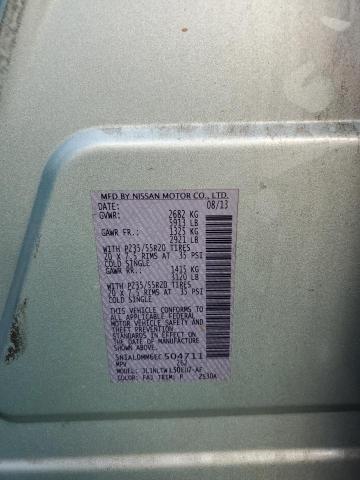 MFD BY NISSAN MOTOR CO., LTD.
DATE: 08/13
GVWR: 2682 KG
5913 LB
GAWR FR.: 1325 KG
2921 LB
WITH P235/55R20 TIRES
20 X 7.5 RIMS AT 35 PSI
COLD SINGLE
GAWR RR.: 1415 KG
3120 LB
WITH P235/55R20 TIRES
20 X 7.5 RIMS AT 35 PSI
COLD SINGLE
THIS VEHICLE CONFORMS TO ALL
APPLICABLE FEDERAL MOTOR
VEHICLE SAFETY AND
THEFT PREVENTION
STANDARDS IN EFFECT ON
THE DATE OF MANUFACTURE
SHOWN ABOVE.
504711
MPV
MODEL:
COLOR: TRIM: